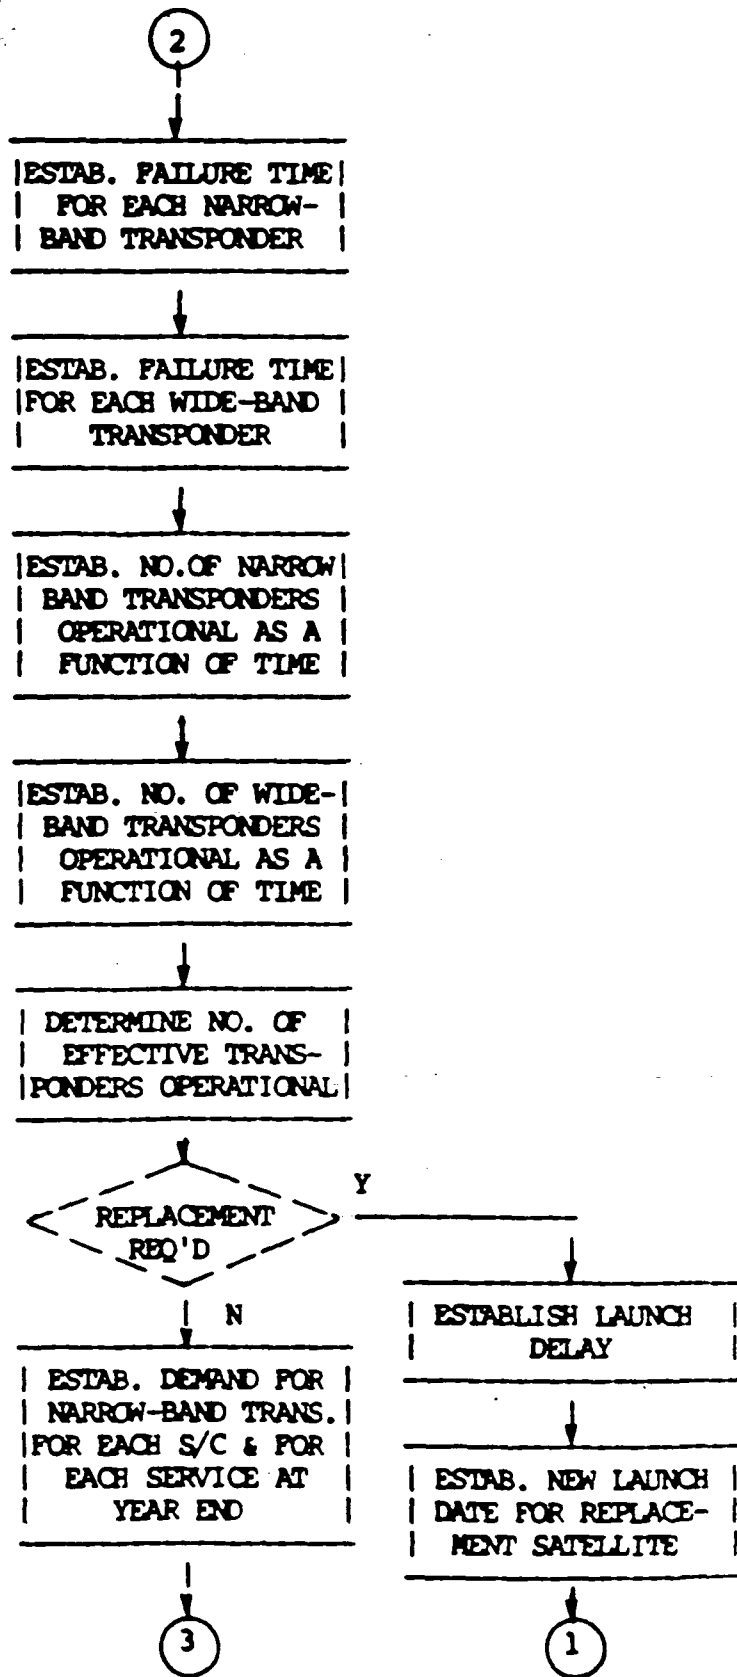 2
ESTAB. FAILURE TIME
FOR EACH NARROW-
BAND TRANSPONDER
ESTAB. FAILURE TIME
FOR EACH WIDE-BAND
TRANSPONDER
ESTAB. NO.OF NARROW
BAND TRANSPONDERS
OPERATIONAL AS A
FUNCTION OF TIME
ESTAB. NO. OF WIDE-
BAND TRANSPONDERS
OPERATIONAL AS A
FUNCTION OF TIME
DETERMINE NO. OF
EFFECTIVE TRANS-
PONDERS OPERATIONAL
REPLACEMENT
REQ'D
Y
N
ESTAB. DEMAND FOR
NARROW-BAND TRANS.
FOR EACH S/C & FOR
EACH SERVICE AT
YEAR END
3
ESTABLISH LAUNCH
DELAY
ESTAB. NEW LAUNCH
DATE FOR REPLACE-
MENT SATELLITE
1